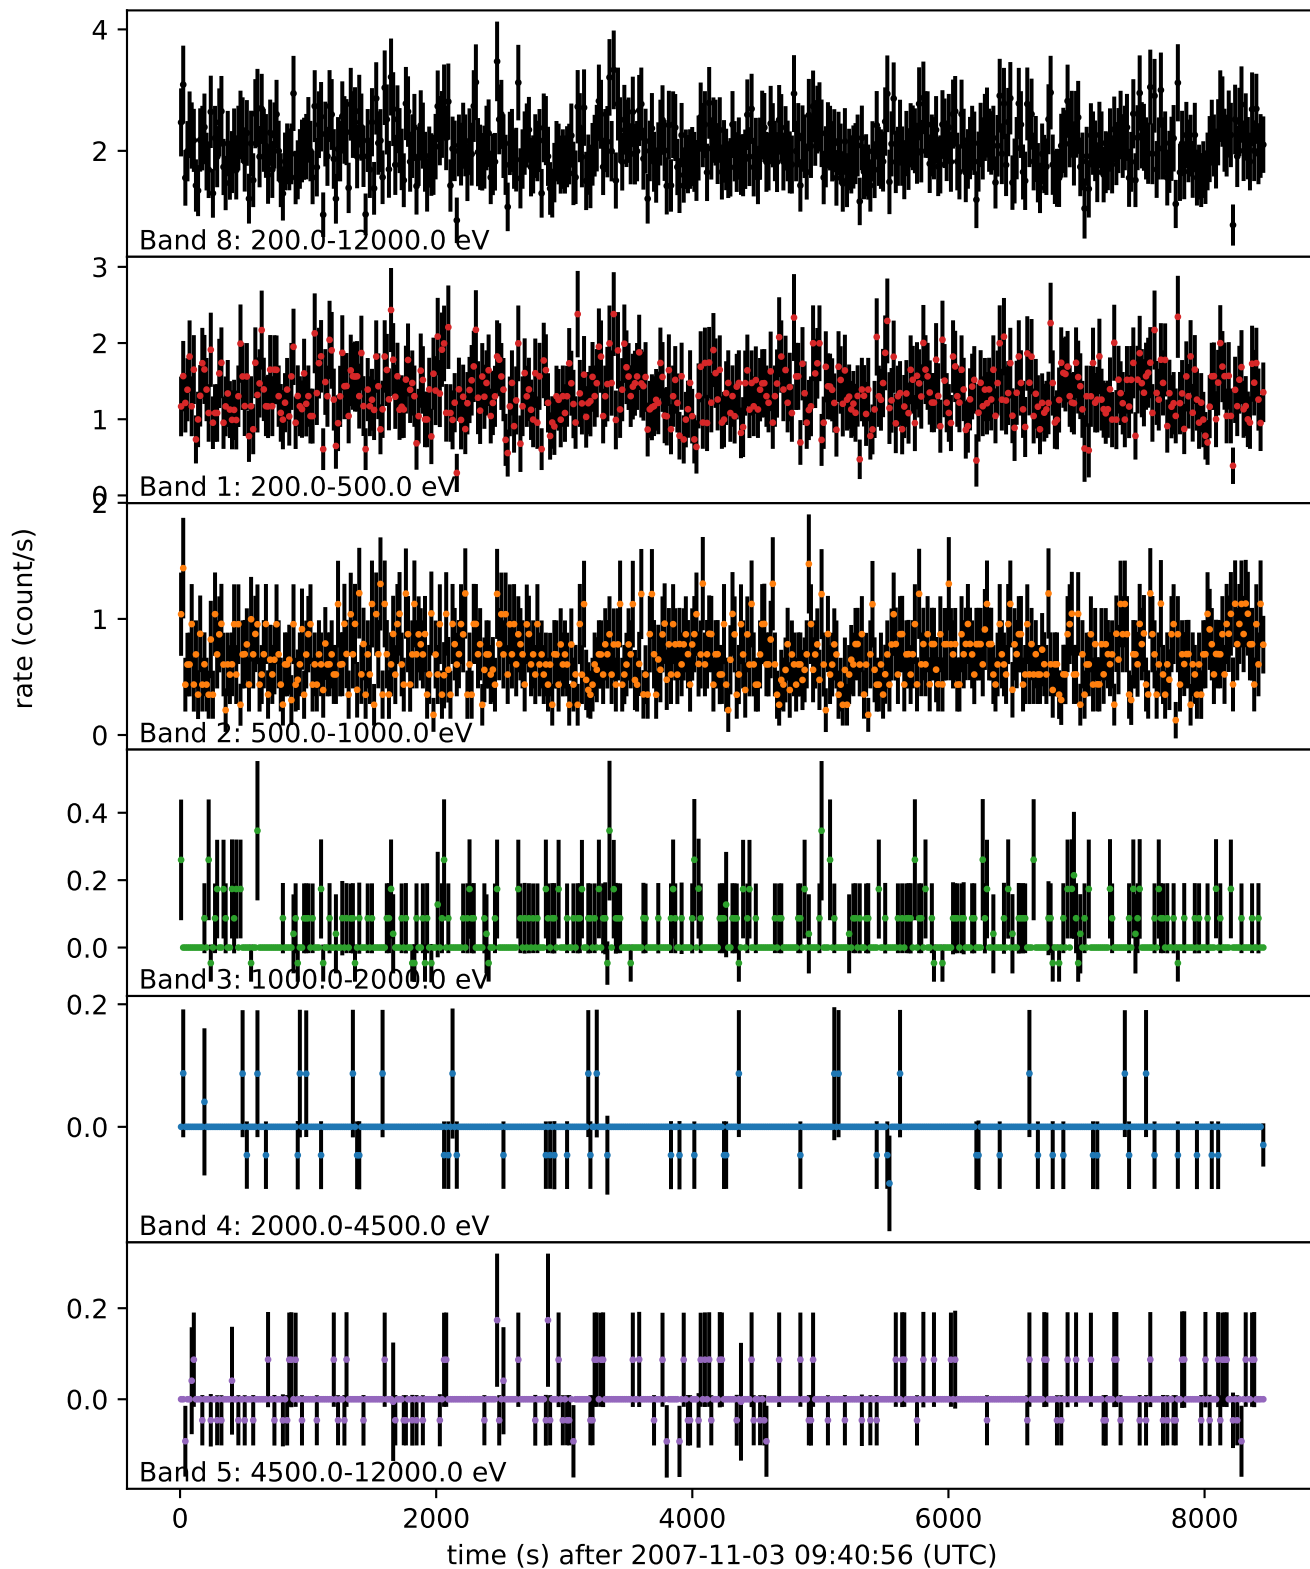 4
2
Band 8: 200.0-12000.0 eV
3
2
1
0
Band 1: 200.0-500.0 eV
2
1
0
Band 2: 500.0-1000.0 eV
rate (count/s)
0.4
0.2
0.0
Band 3: 1000.0-2000.0 eV
0.2
0.0
Band 4: 2000.0-4500.0 eV
0.2
0.0
Band 5: 4500.0-12000.0 eV
0 2000 4000 6000 8000
time (s) after 2007-11-03 09:40:56 (UTC)